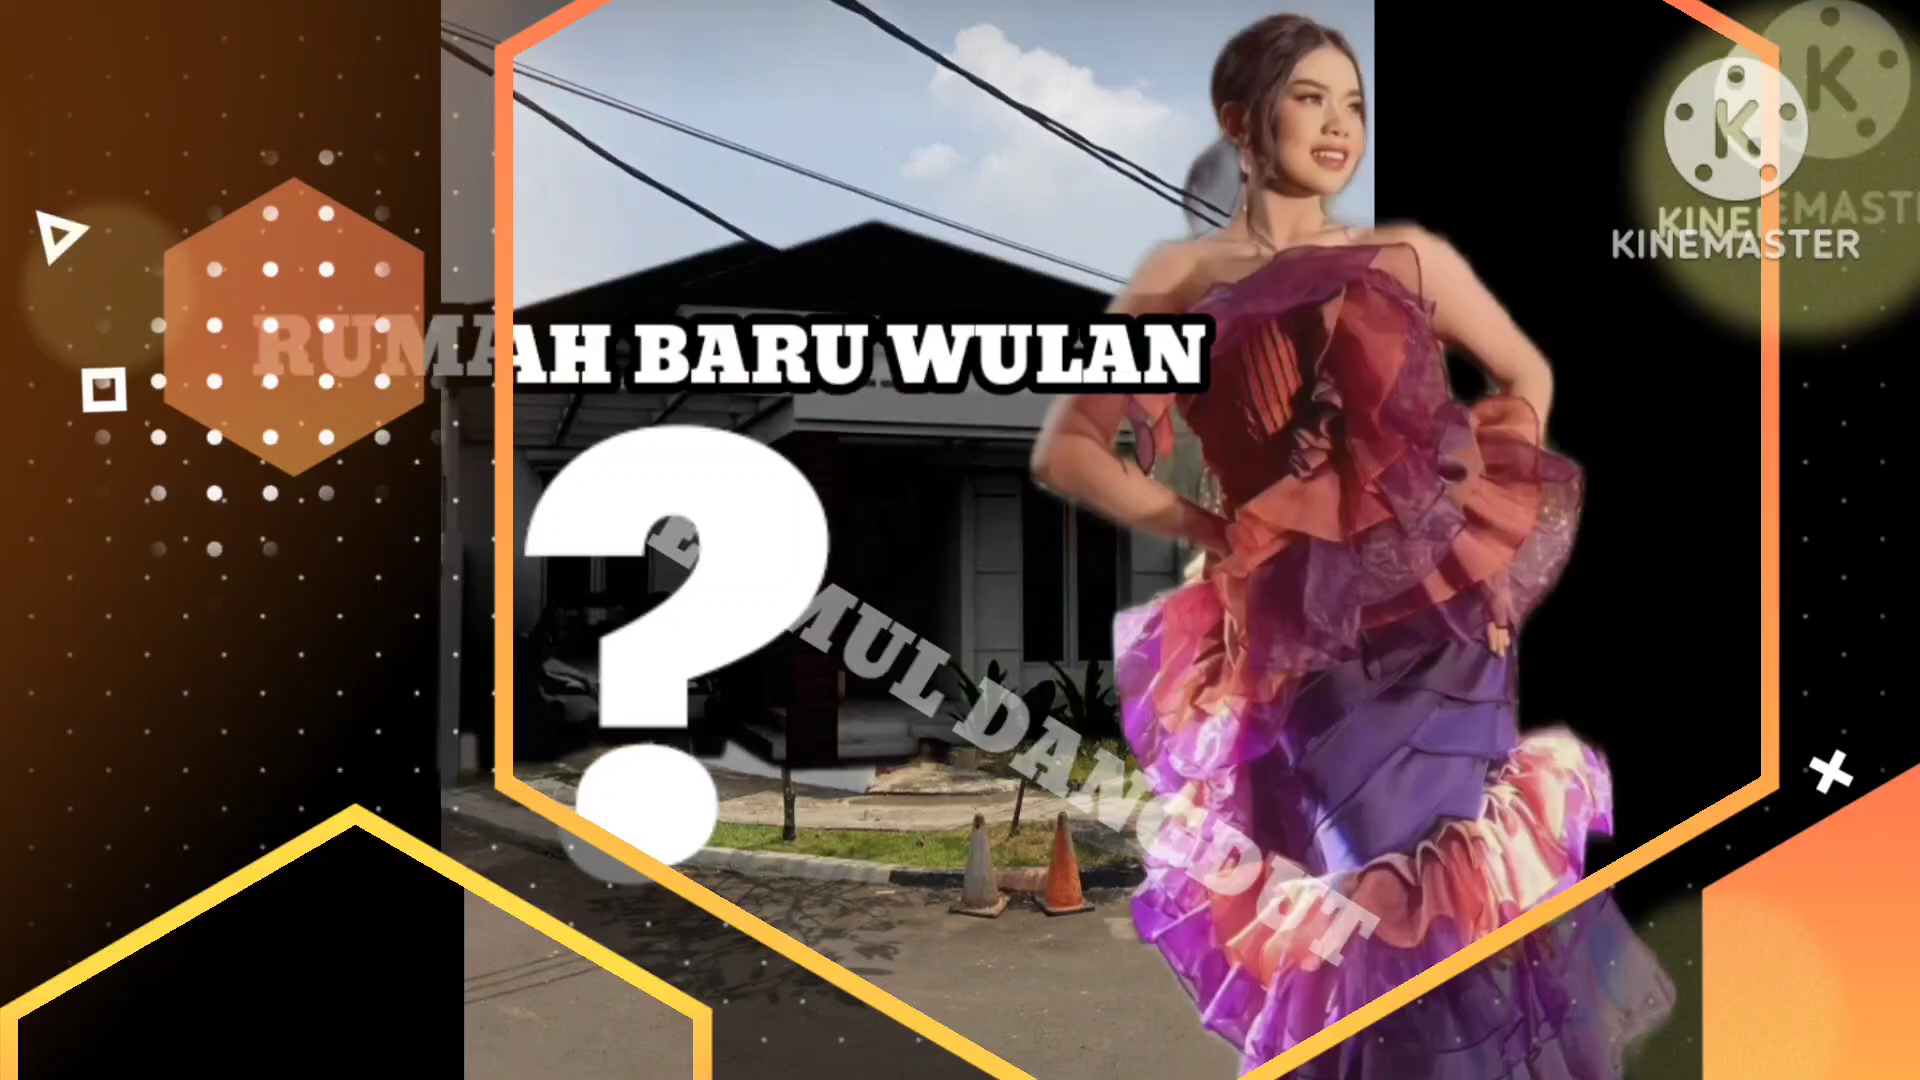 RUMAH BARU WULAN
?
MUL DANGDUT
K
KINEMASTER
K
KINEMASTER